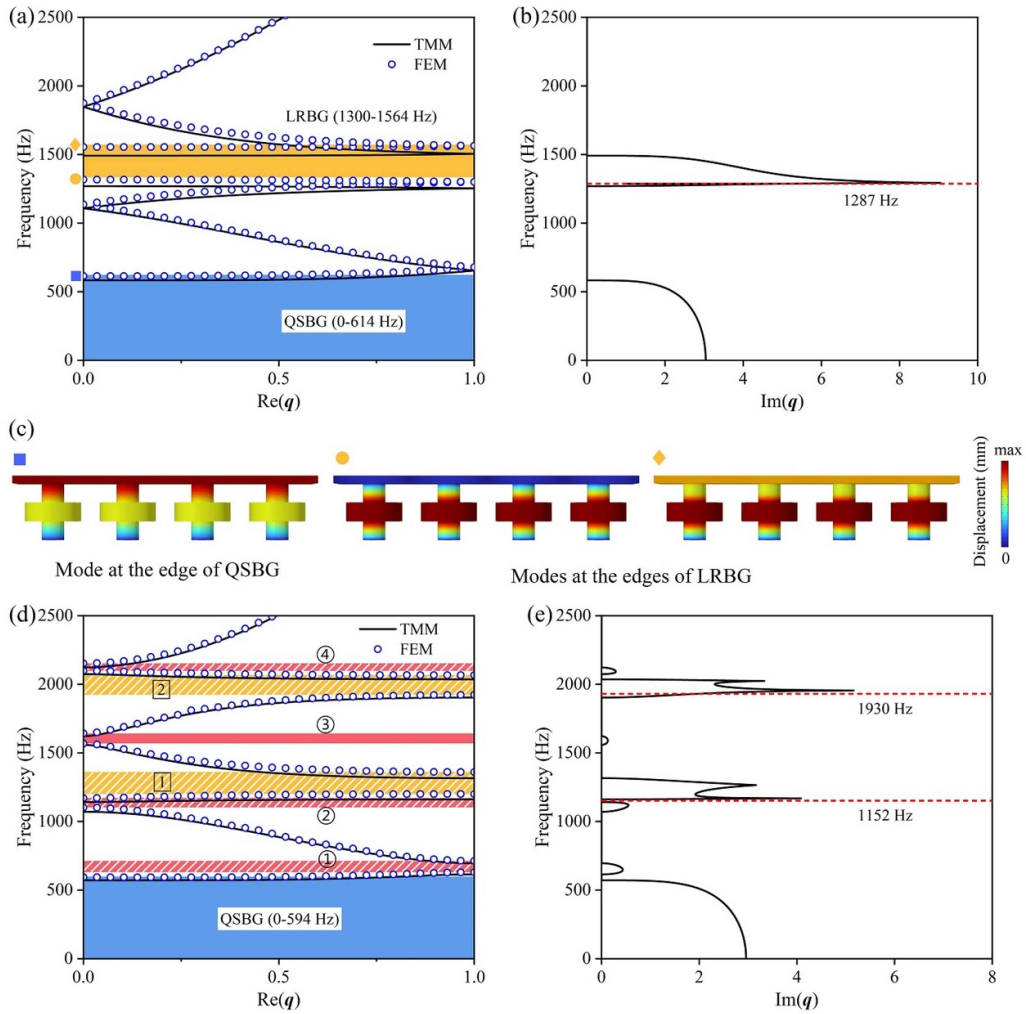 (a)
2500
2000
1500
1000
500
0
Frequency (Hz)
TMM
FEM
LRBG (1300-1564 Hz)
QSBG (0-614 Hz)
0.0
0.5
1.0
Re(q)
(b)
2500
2000
1500
1000
500
0
Frequency (Hz)
1287 Hz
0
2
4
6
8
10
Im(q)
(c)
Mode at the edge of QSBG
Modes at the edges of LRBG
Displacement (mm)
max
0
(d)
2500
2000
1500
1000
500
0
Frequency (Hz)
TMM
FEM
④
2
③
1
②
①
QSBG (0-594 Hz)
0.0
0.5
1.0
Re(q)
(e)
2500
2000
1500
1000
500
0
Frequency (Hz)
1930 Hz
1152 Hz
0
2
4
6
8
Im(q)